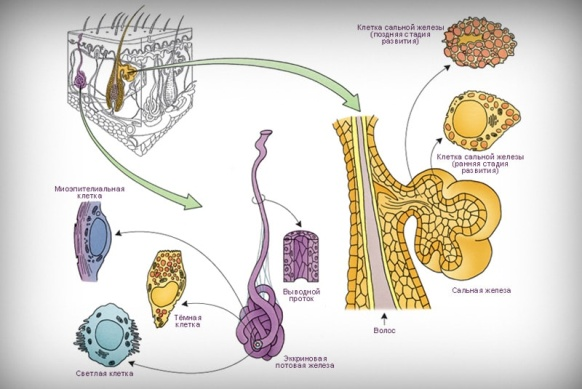 Клетка сальной железы
(поздняя стадия
развития)
Клетка сальной железы
(ранняя стадия
развития)
Миоэпителиальная
клетка
Выводной
проток
Сальная железа
Тёмная
клетка
Волос
Эккриновая
потовая железа
Светлая клетка